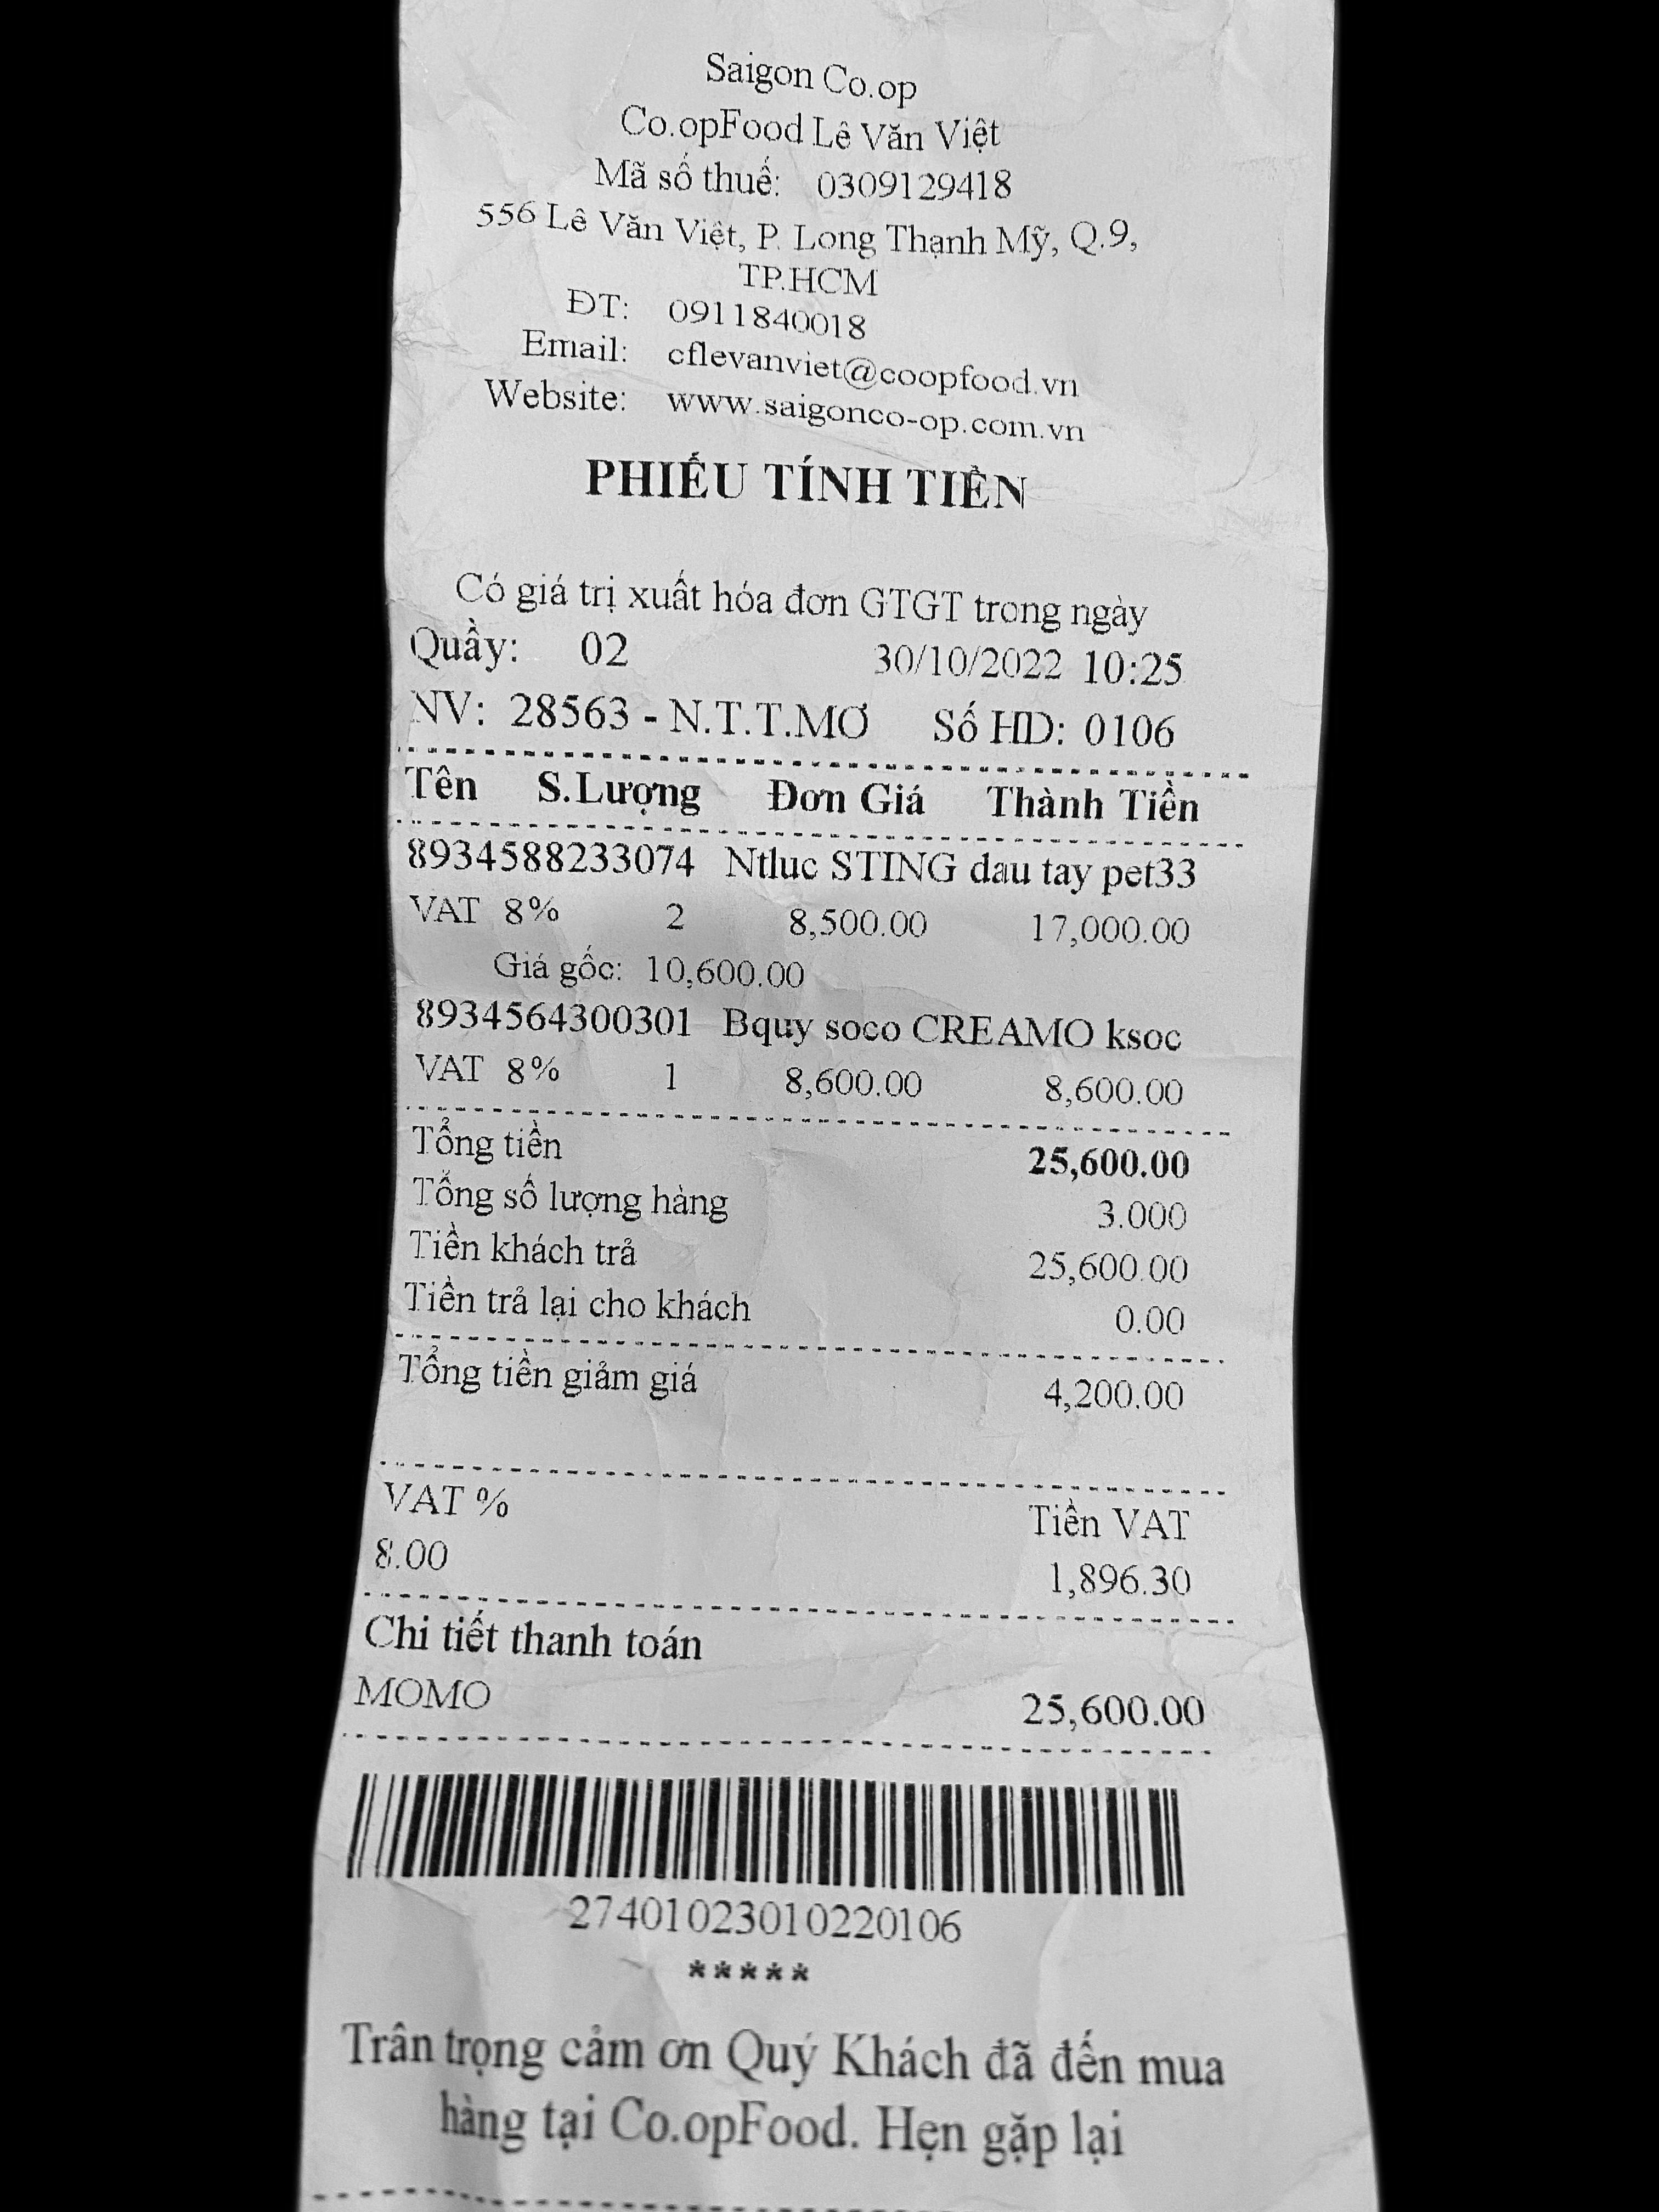 Saigon Co.op
Co.opFood Lê Văn Việt
Mã số thuế: 0309129418
556 Lê Văn Việt, P. Long Thạnh Mỹ, Q.9,
TP.HCM
ĐT: 0911840018
Email: cflevanviet@coopfood.vn
Website: www.saigonco-op.com.vn
PHIẾU TÍNH TIỀN
Có giá trị xuất hóa đơn GTGT trong ngày
Quầy: 02 30/10/2022 10:25
NV: 28563 - N.T.T.MƠ Số HD: 0106
Tên S.Lượng Đơn Giá Thành Tiền
8934588233074 Ntluc STING dau tay pet33
VAT 8% 2 8,500.00 17,000.00
Giá gốc: 10,600.00
8934564300301 Bquy soco CREAMO ksoc
VAT 8% 1 8,600.00 8,600.00
Tổng tiền 25,600.00
Tổng số lượng hàng 3.000
Tiền khách trả 25,600.00
Tiền trả lại cho khách 0.00
Tổng tiền giảm giá 4,200.00
VAT % Tiền VAT
8.00 1,896.30
Chi tiết thanh toán
MOMO 25,600.00
27401023010220106
*****
Trân trọng cảm ơn Quý Khách đã đến mua
hàng tại Co.opFood. Hẹn gặp lại